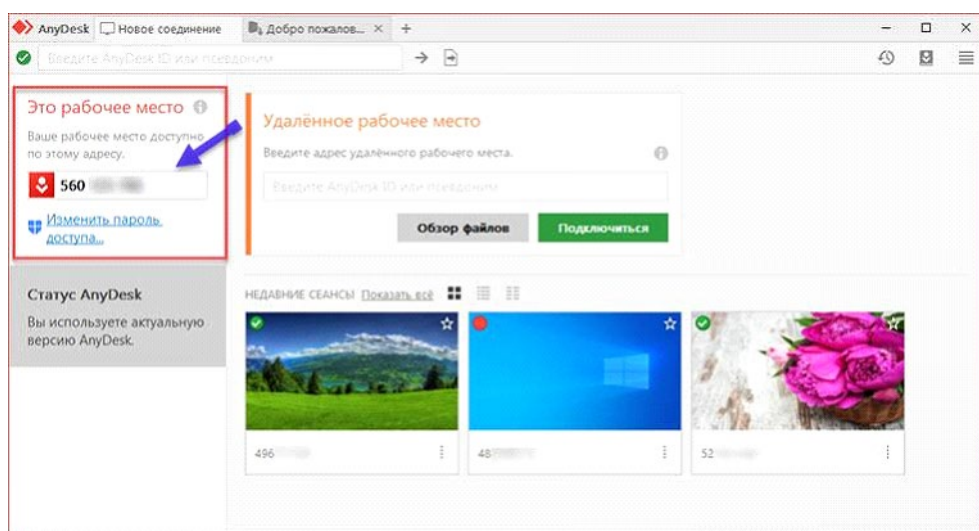 AnyDesk
Новое соединение
Добро пожалов...
Введите AnyDesk ID или псевдоним
Это рабочее место
Ваше рабочее место доступно
по этому адресу.
560
Изменить пароль
доступа...
Статус AnyDesk
Вы используете актуальную
версию AnyDesk.
Удалённое рабочее место
Введите адрес удалённого рабочего места.
Введите AnyDesk ID или псевдоним
Обзор файлов
Подключиться
НЕДАВНИЕ СЕАНСЫ Показать всё
496
48
52